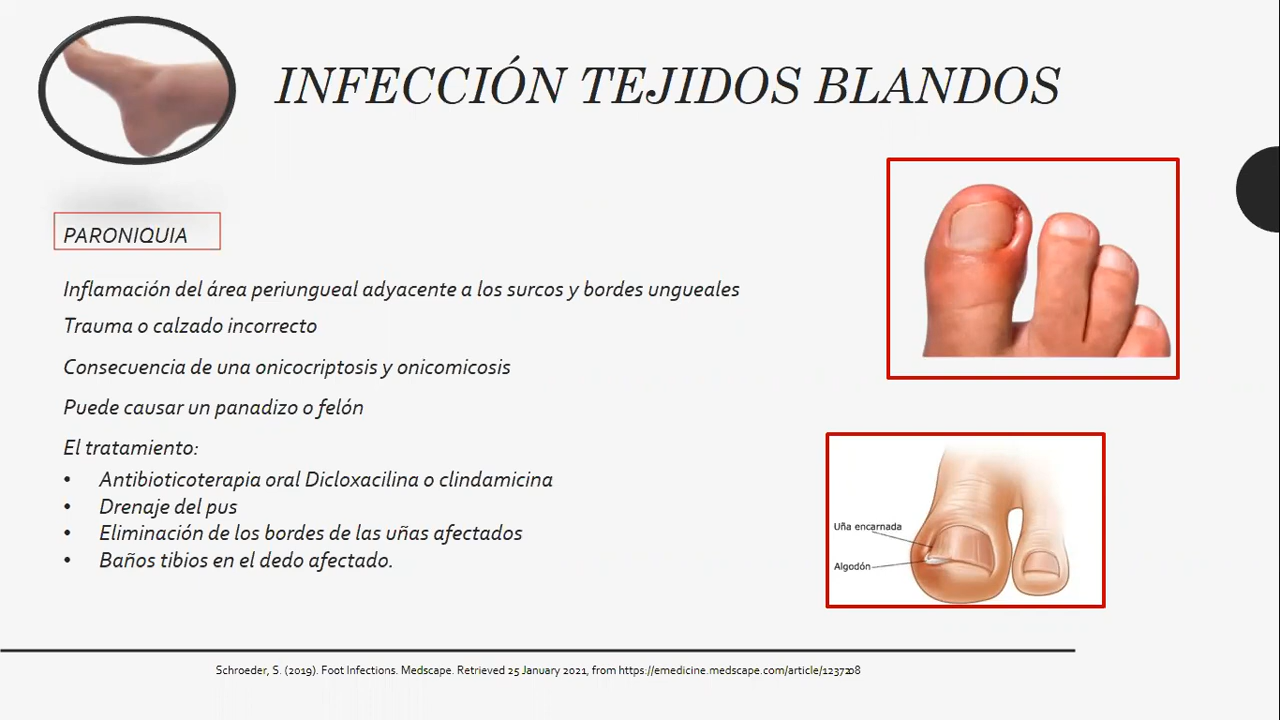 INFECCIÓN TEJIDOS BLANDOS
PARONIQUIA
Inflamación del área periungueal adyacente a los surcos y bordes ungueales
Trauma o calzado incorrecto
Consecuencia de una onicocriptosis y onicomicosis
Puede causar un panadizo o felón
El tratamiento:
• Antibioticoterapia oral Dicloxacilina o clindamicina
• Drenaje del pus
• Eliminación de los bordes de las uñas afectados
• Baños tibios en el dedo afectado.
Uña encarnada
Algodón
Schroeder, S. (2019). Foot Infections. Medscape. Retrieved 25 January 2021, from https://emedicine.medscape.com/article/1237208